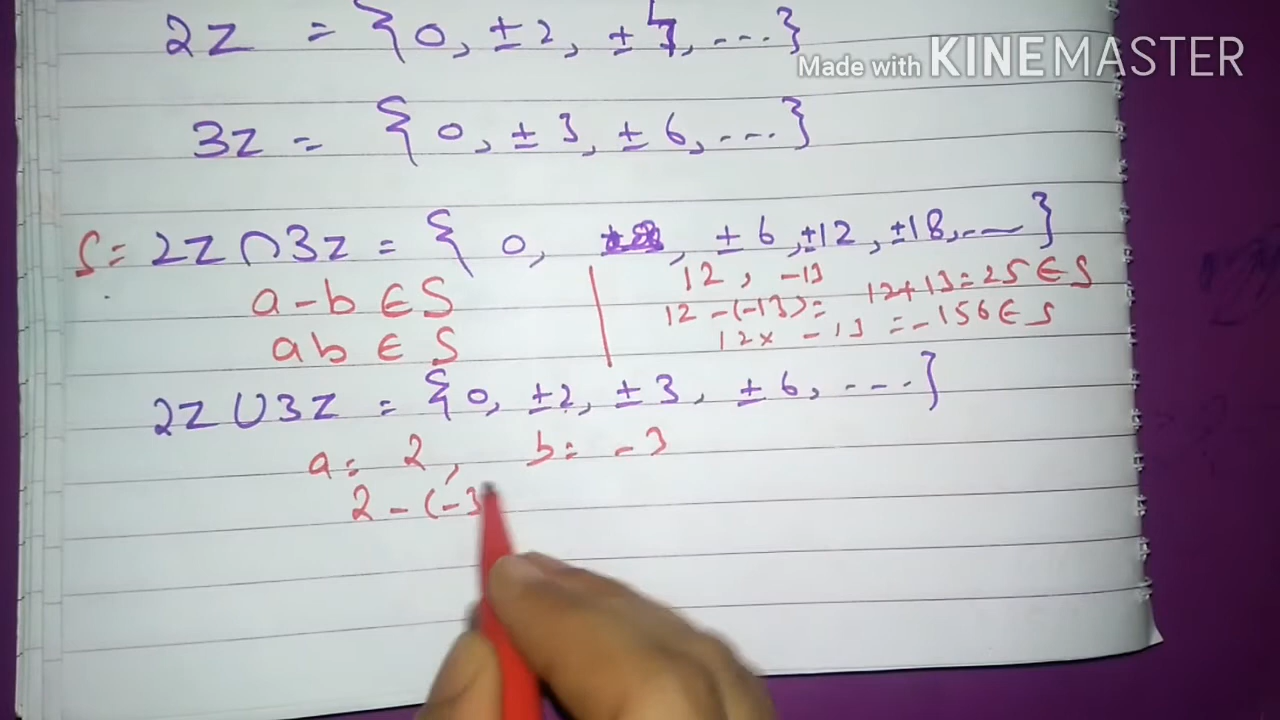 2Z = {0, ±2, ±4, ---}
Made with KINEMASTER
3Z = {0, ±3, ±6, ---}
S = 2Z ∩ 3Z = { 0, , ±6, ±12, ±18, --- }
a - b ∈ S
12, -13
12 - (-13) = 12+13 = 25 ∈ S
ab ∈ S
12 × -13 = -156 ∈ S
2Z ∪ 3Z = {0, ±2, ±3, ±6, ---}
a = 2, b = -3
2 - (-3